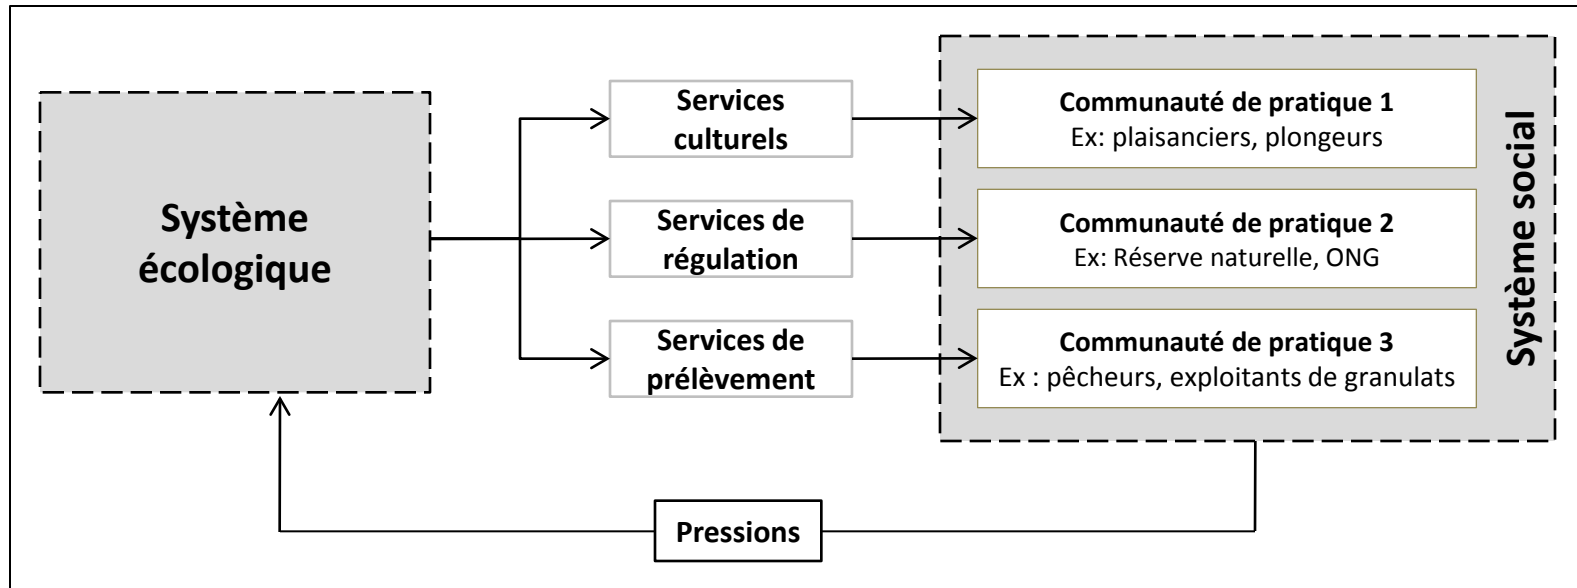 Système
écologique
Services
culturels
Services de
régulation
Services de
prélèvement
Communauté de pratique 1
Ex: plaisanciers, plongeurs
Communauté de pratique 2
Ex: Réserve naturelle, ONG
Communauté de pratique 3
Ex : pêcheurs, exploitants de granulats
Système social
Pressions